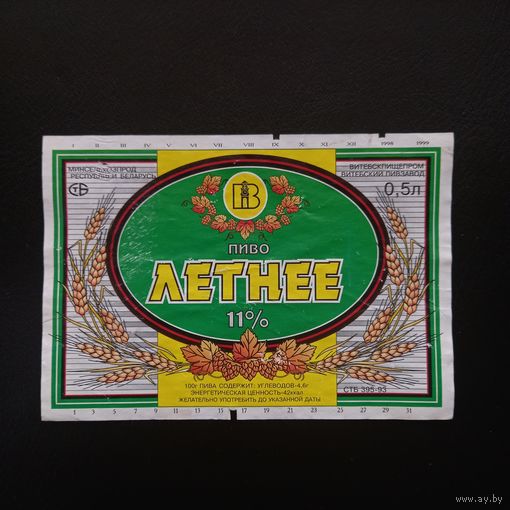 I II III IV V VI VII VIII IX X XI XII 1998 1999
МИНСЕЛЬХОЗПРОД
РЕСПУБЛИКИ БЕЛАРУСЬ
СТБ
ВИТЕБСКПИЩЕПРОМ
ВИТЕБСКИЙ ПИВЗАВОД
0,5л
ПВ
ПИВО
ЛЕТНЕЕ
11%
100г ПИВА СОДЕРЖИТ: УГЛЕВОДОВ-4,6г
ЭНЕРГЕТИЧЕСКАЯ ЦЕННОСТЬ-42ккал
ЖЕЛАТЕЛЬНО УПОТРЕБИТЬ ДО УКАЗАННОЙ ДАТЫ
СТБ 395-93
1 3 5 7 9 11 13 15 17 19 21 23 25 27 29 31
www.ay.by